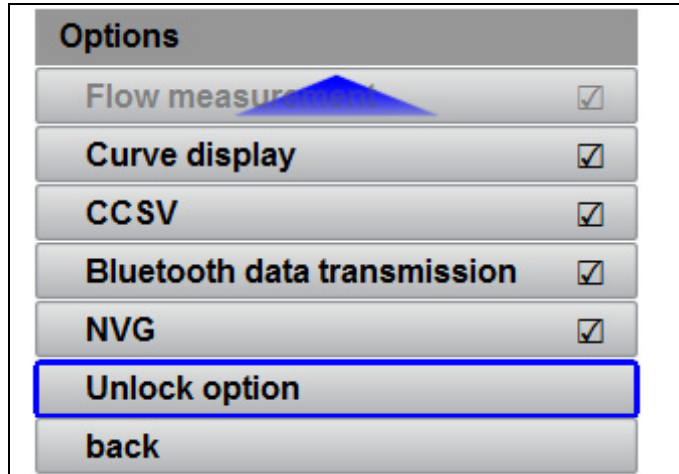 Options
Flow measurement ☑
Curve display ☑
CCSV ☑
Bluetooth data transmission ☑
NVG ☑
Unlock option
back